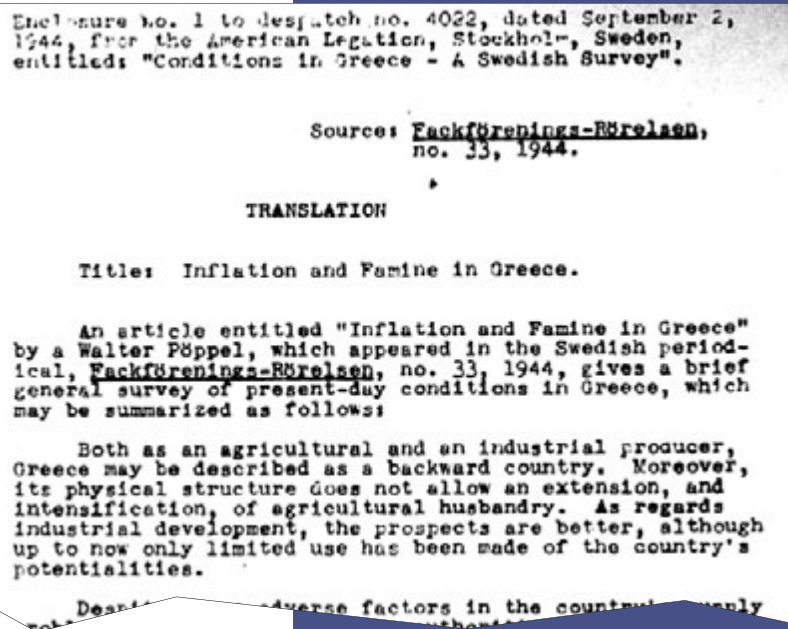 Enclosure No. 1 to despatch no. 4022, dated September 2,
1944, from the American Legation, Stockholm, Sweden,
entitled: "Conditions in Greece - A Swedish Survey".
Source: Fackförenings-Rörelsen,
no. 33, 1944.
TRANSLATION
Title: Inflation and Famine in Greece.
An article entitled "Inflation and Famine in Greece"
by a Walter Pöppel, which appeared in the Swedish period-
ical, Fackförenings-Rörelsen, no. 33, 1944, gives a brief
general survey of present-day conditions in Greece, which
may be summarized as follows:
Both as an agricultural and an industrial producer,
Greece may be described as a backward country. Moreover,
its physical structure does not allow an extension, and
intensification, of agricultural husbandry. As regards
industrial development, the prospects are better, although
up to now only limited use has been made of the country's
potentialities.
adverse factors in the country's supply